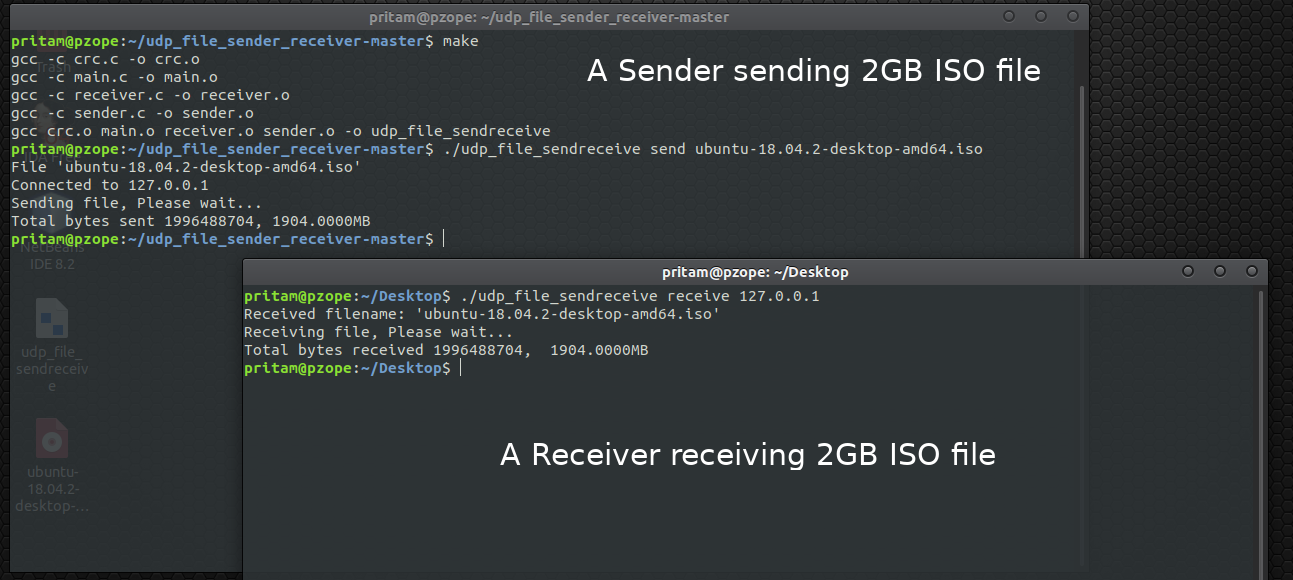 pritam@pzope: ~/udp_file_sender_receiver-master
pritam@pzope:~/udp_file_sender_receiver-master$ make
gcc -c crc.c -o crc.o
gcc -c main.c -o main.o
gcc -c receiver.c -o receiver.o
gcc -c sender.c -o sender.o
gcc crc.o main.o receiver.o sender.o -o udp_file_sendreceive
pritam@pzope:~/udp_file_sender_receiver-master$ ./udp_file_sendreceive send ubuntu-18.04.2-desktop-amd64.iso
File 'ubuntu-18.04.2-desktop-amd64.iso'
Connected to 127.0.0.1
Sending file, Please wait...
Total bytes sent 1996488704, 1904.0000MB
pritam@pzope:~/udp_file_sender_receiver-master$
A Sender sending 2GB ISO file
Trash
IDA Free
NetBeans
IDE 8.2
udp_file_
sendreceiv
e
ubuntu-
18.04.2-
desktop-...
pritam@pzope: ~/Desktop
pritam@pzope:~/Desktop$ ./udp_file_sendreceive receive 127.0.0.1
Received filename: 'ubuntu-18.04.2-desktop-amd64.iso'
Receiving file, Please wait...
Total bytes received 1996488704,  1904.0000MB
pritam@pzope:~/Desktop$
A Receiver receiving 2GB ISO file